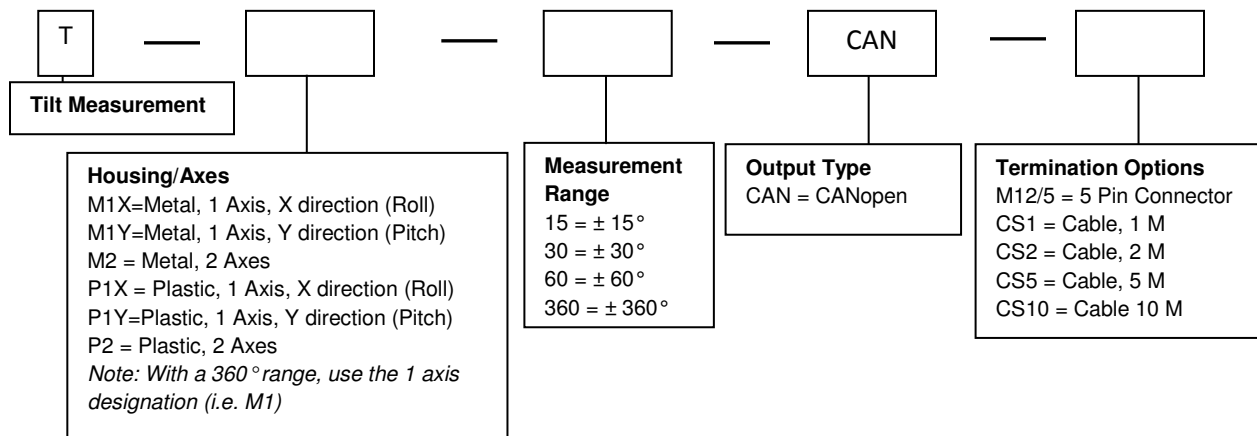 T
CAN
Tilt Measurement
Housing/Axes
M1X=Metal, 1 Axis, X direction (Roll)
M1Y=Metal, 1 Axis, Y direction (Pitch)
M2 = Metal, 2 Axes
P1X = Plastic, 1 Axis, X direction (Roll)
P1Y=Plastic, 1 Axis, Y direction (Pitch)
P2 = Plastic, 2 Axes
Note: With a 360° range, use the 1 axis
designation (i.e. M1)
Measurement
Range
15 = ± 15°
30 = ± 30°
60 = ± 60°
360 = ± 360°
Output Type
CAN = CANopen
Termination Options
M12/5 = 5 Pin Connector
CS1 = Cable, 1 M
CS2 = Cable, 2 M
CS5 = Cable, 5 M
CS10 = Cable 10 M